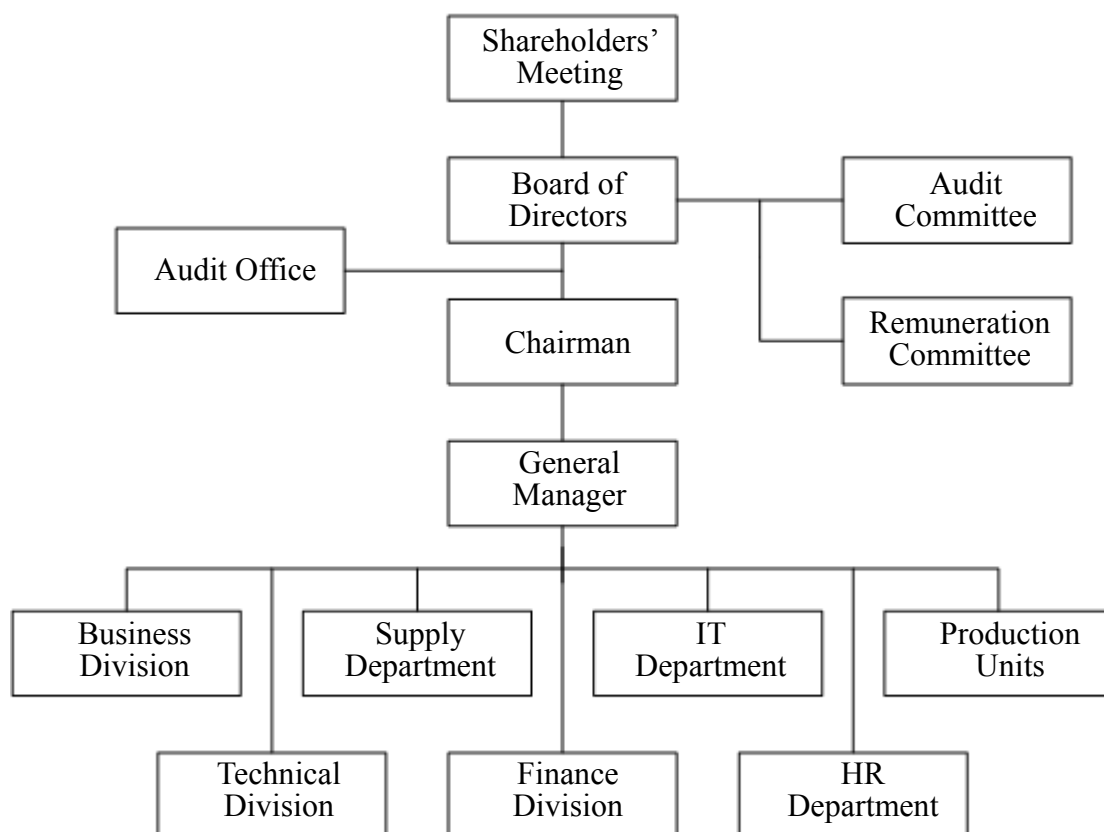 Shareholders’
Meeting
Board of
Directors
Audit
Committee
Audit Office
Remuneration
Committee
Chairman
General
Manager
Business
Division
Supply
Department
IT
Department
Production
Units
Technical
Division
Finance
Division
HR
Department